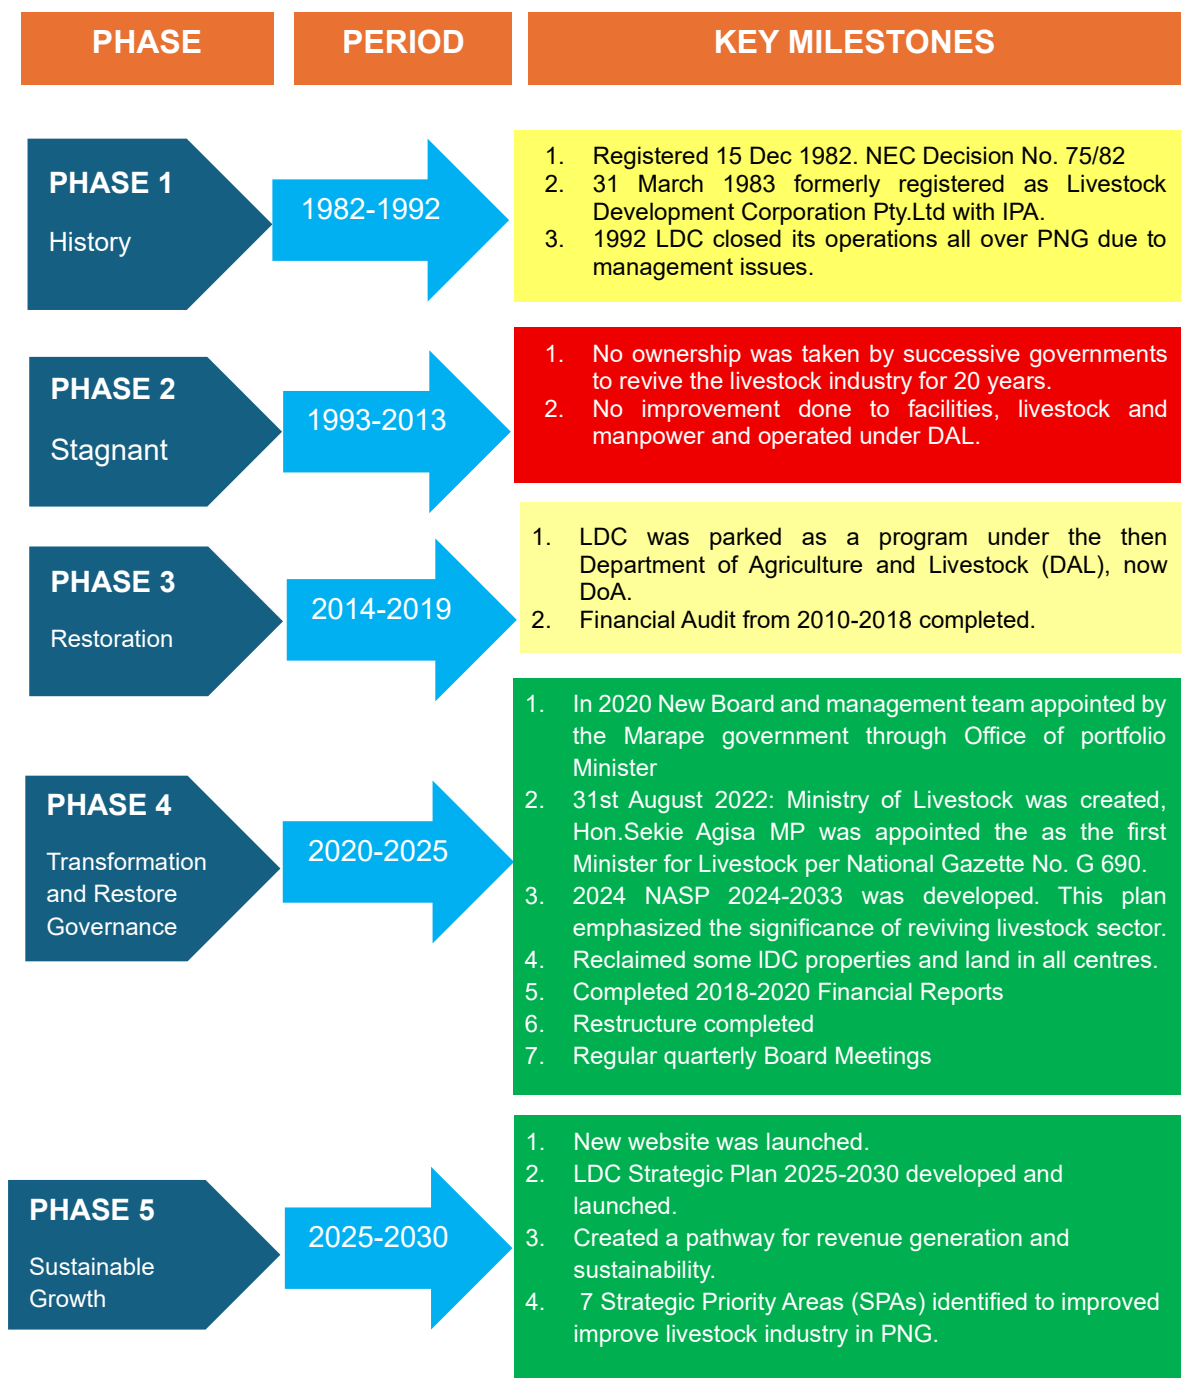 PHASE
PERIOD
KEY MILESTONES
PHASE 1
History
1982-1992
1. Registered 15 Dec 1982. NEC Decision No. 75/82
2. 31 March 1983 formerly registered as Livestock
Development Corporation Pty.Ltd with IPA.
3. 1992 LDC closed its operations all over PNG due to
management issues.
PHASE 2
Stagnant
1993-2013
1. No ownership was taken by successive governments
to revive the livestock industry for 20 years.
2. No improvement done to facilities, livestock and
manpower and operated under DAL.
PHASE 3
Restoration
2014-2019
1. LDC was parked as a program under the then
Department of Agriculture and Livestock (DAL), now
DoA.
2. Financial Audit from 2010-2018 completed.
PHASE 4
Transformation
and Restore
Governance
2020-2025
1. In 2020 New Board and management team appointed by
the Marape government through Office of portfolio
Minister
2. 31st August 2022: Ministry of Livestock was created,
Hon.Sekie Agisa MP was appointed the as the first
Minister for Livestock per National Gazette No. G 690.
3. 2024 NASP 2024-2033 was developed. This plan
emphasized the significance of reviving livestock sector.
4. Reclaimed some lDC properties and land in all centres.
5. Completed 2018-2020 Financial Reports
6. Restructure completed
7. Regular quarterly Board Meetings
PHASE 5
Sustainable
Growth
2025-2030
1. New website was launched.
2. LDC Strategic Plan 2025-2030 developed and
launched.
3. Created a pathway for revenue generation and
sustainability.
4. 7 Strategic Priority Areas (SPAs) identified to improved
improve livestock industry in PNG.